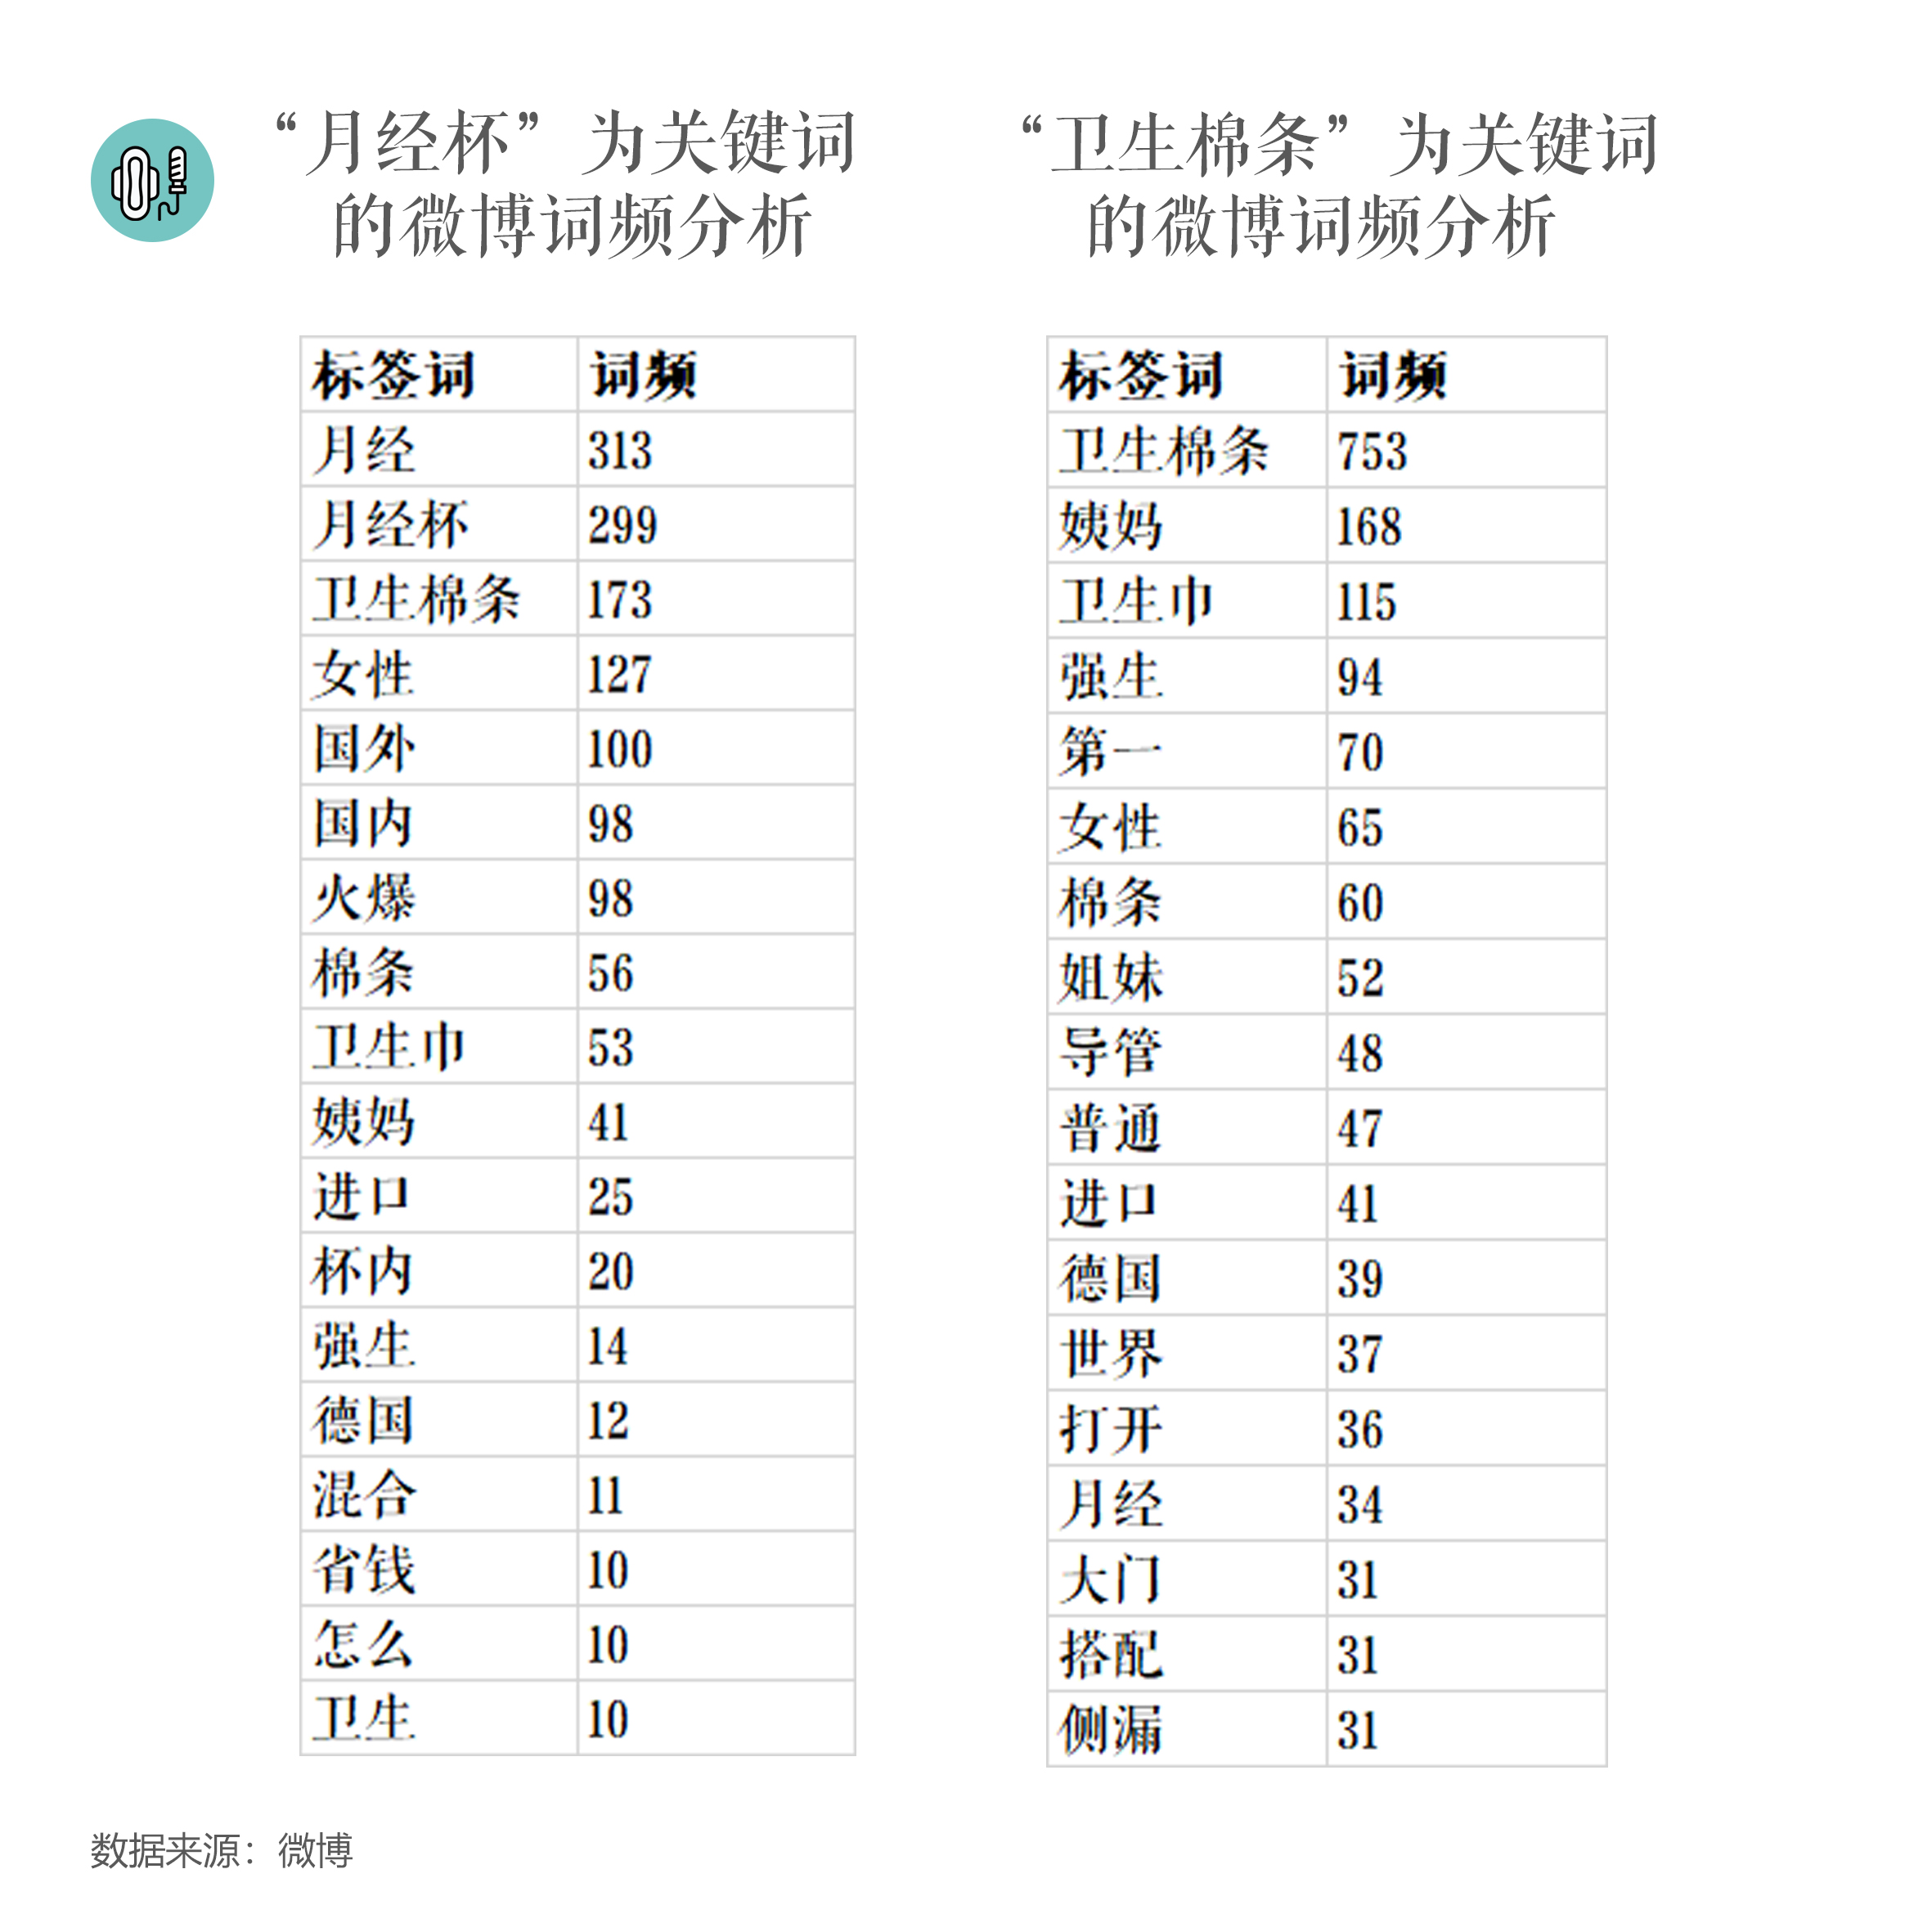 “月经杯”为关键词
的微博词频分析
标签词 词频
月经 313
月经杯 299
卫生棉条 173
女性 127
国外 100
国内 98
火爆 98
棉条 56
卫生巾 53
姨妈 41
进口 25
杯内 20
强生 14
德国 12
混合 11
省钱 10
怎么 10
卫生 10
“卫生棉条”为关键词
的微博词频分析
标签词 词频
卫生棉条 753
姨妈 168
卫生巾 115
强生 94
第一 70
女性 65
棉条 60
姐妹 52
导管 48
普通 47
进口 41
德国 39
世界 37
打开 36
月经 34
大门 31
搭配 31
侧漏 31
数据来源：微博